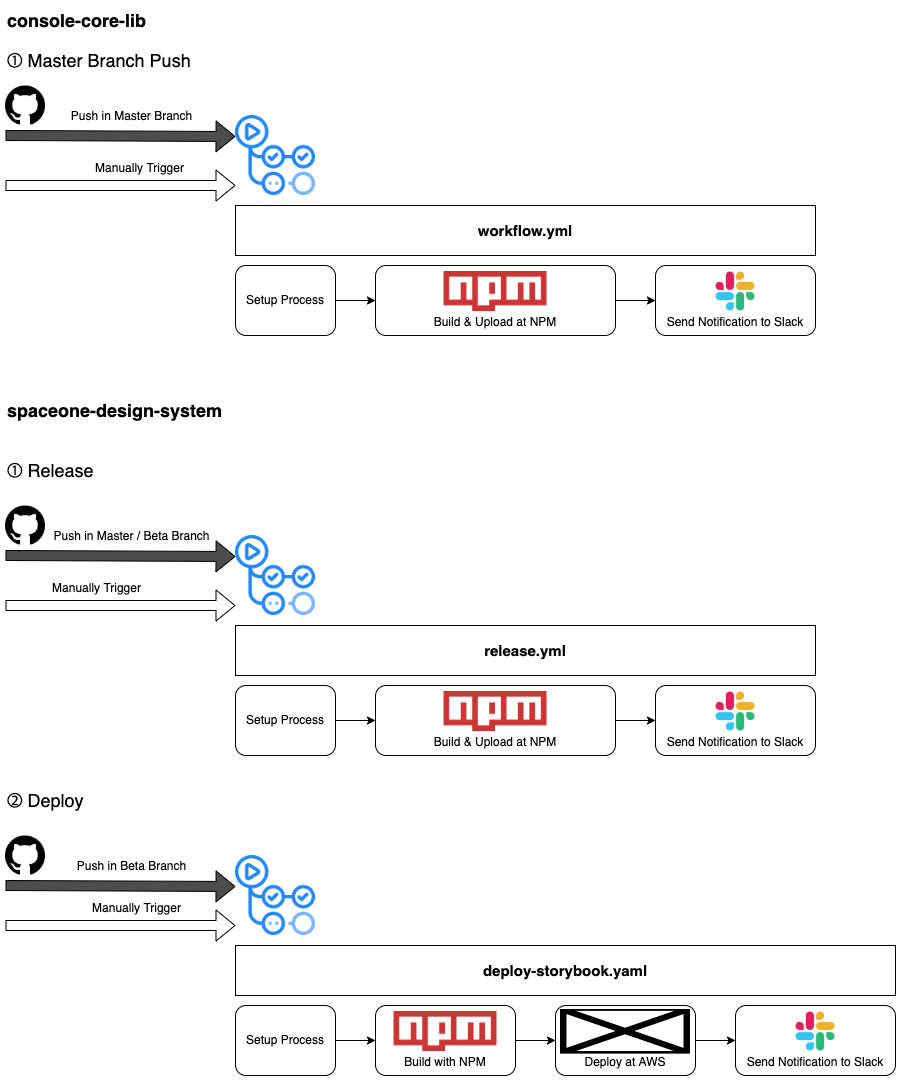 console-core-lib
① Master Branch Push
Push in Master Branch
Manually Trigger
workflow.yml
Setup Process
npm
Build & Upload at NPM
Send Notification to Slack
spaceone-design-system
① Release
Push in Master / Beta Branch
Manually Trigger
release.yml
Setup Process
npm
Build & Upload at NPM
Send Notification to Slack
② Deploy
Push in Beta Branch
Manually Trigger
deploy-storybook.yaml
Setup Process
npm
Build with NPM
Deploy at AWS
Send Notification to Slack